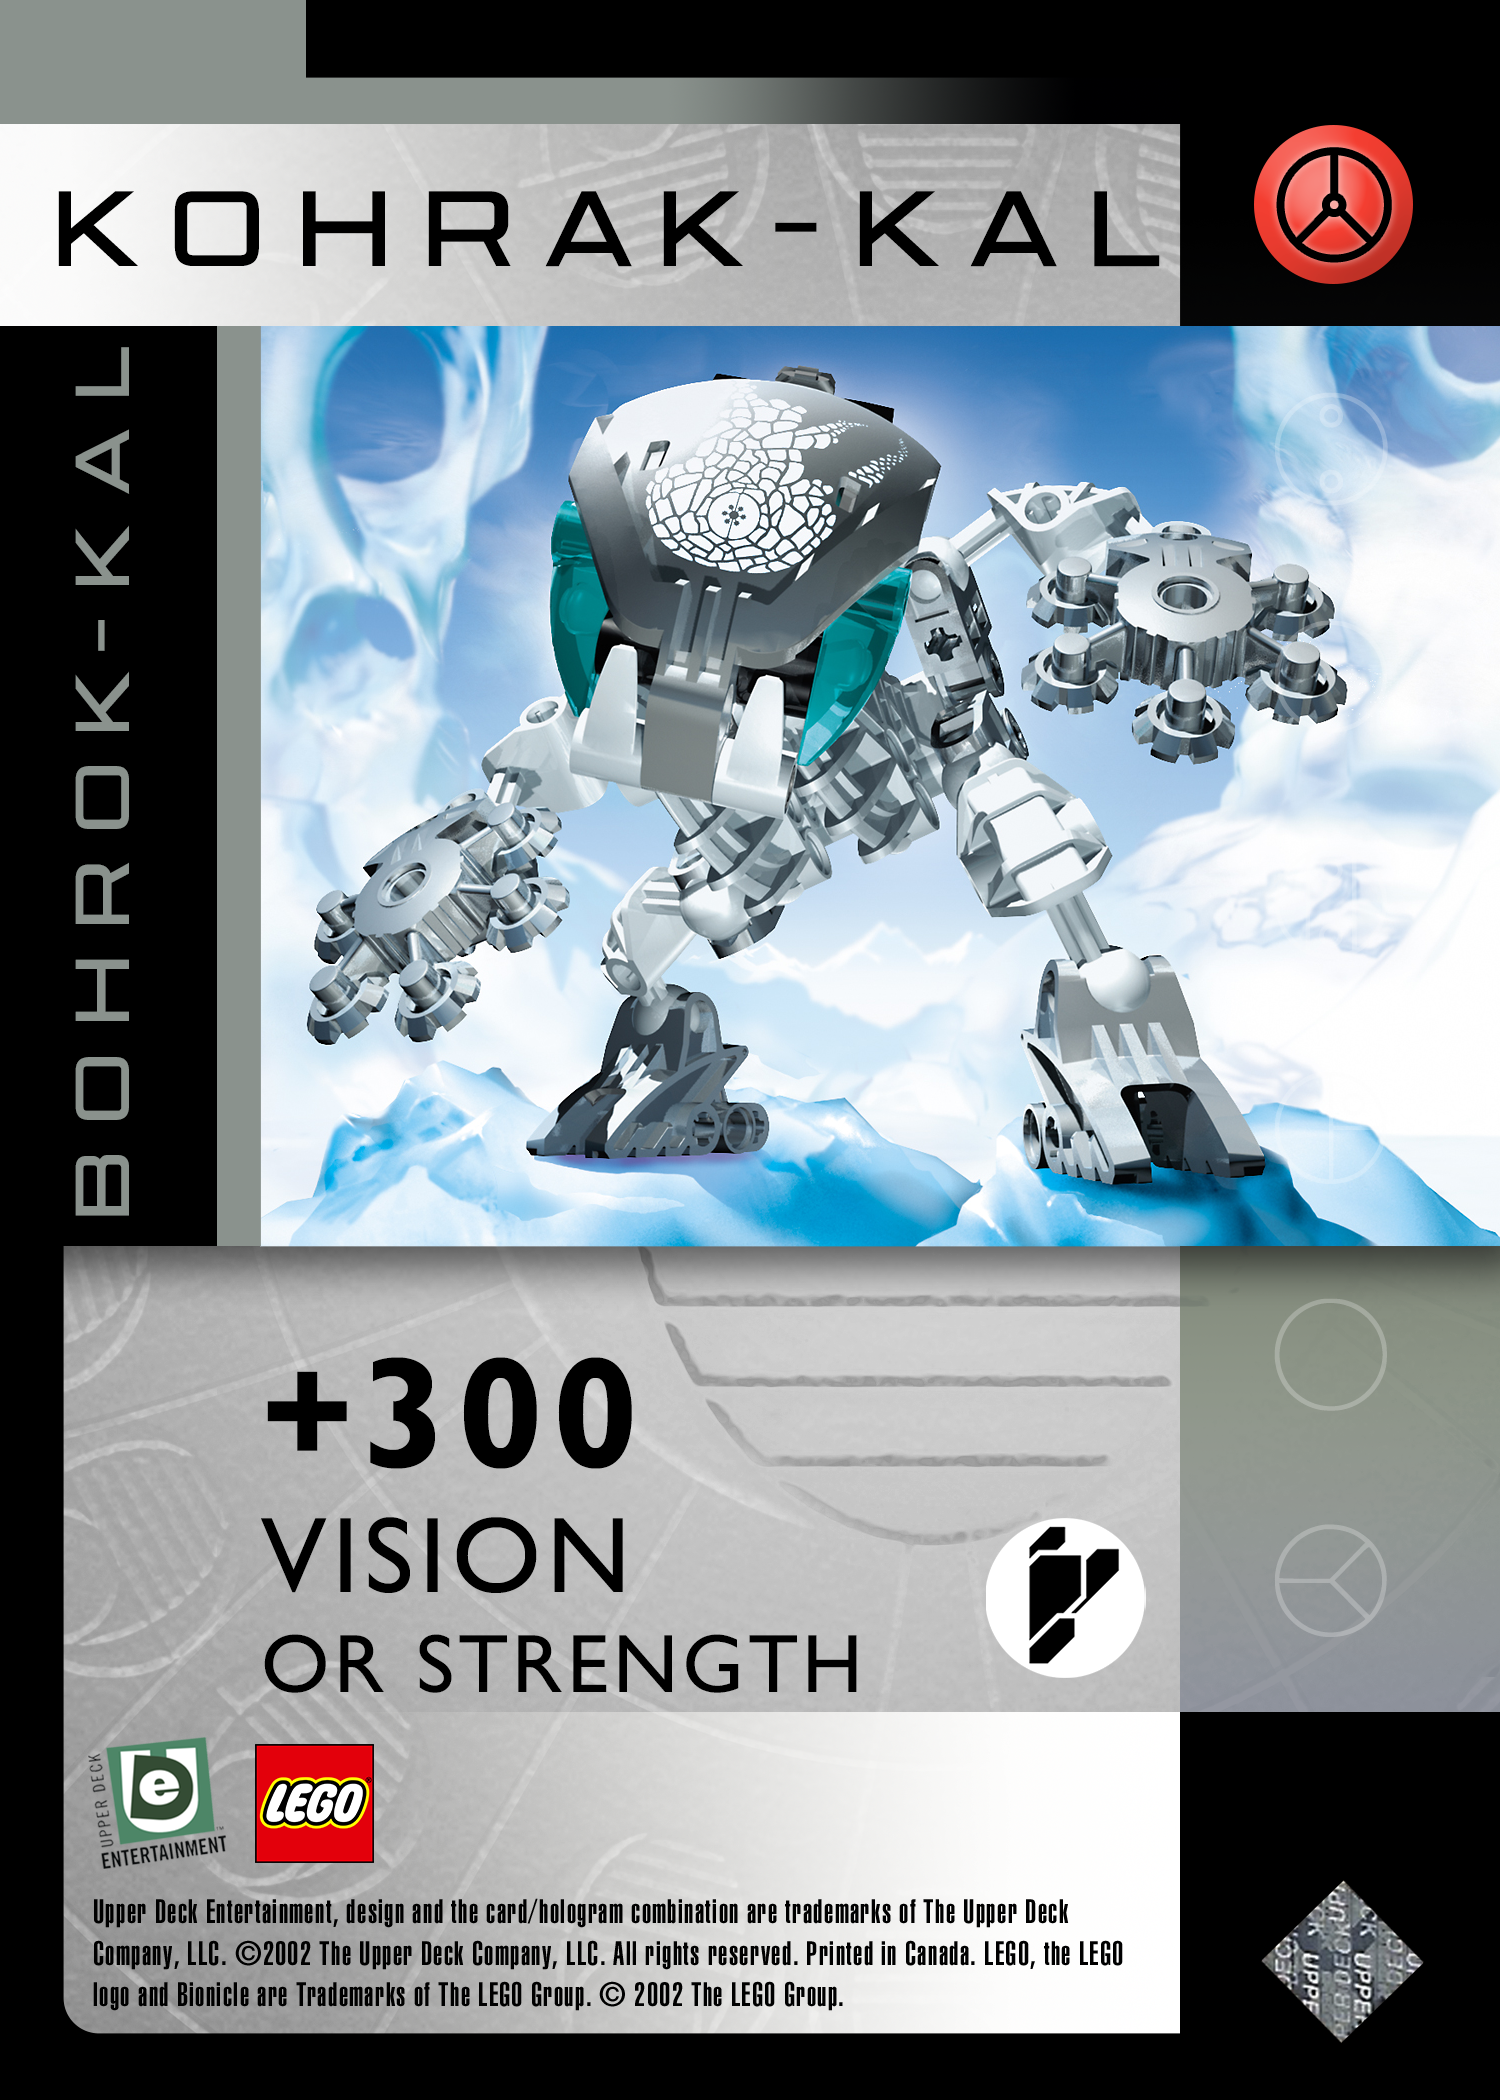 KOHRAK-KAL
BOHROK-KAL
+300
VISION
OR STRENGTH
UPPER DECK
ENTERTAINMENT
LEGO
Upper Deck Entertainment, design and the card/hologram combination are trademarks of The Upper Deck
Company, LLC. ©2002 The Upper Deck Company, LLC. All rights reserved. Printed in Canada. LEGO, the LEGO
logo and Bionicle are Trademarks of The LEGO Group. © 2002 The LEGO Group.